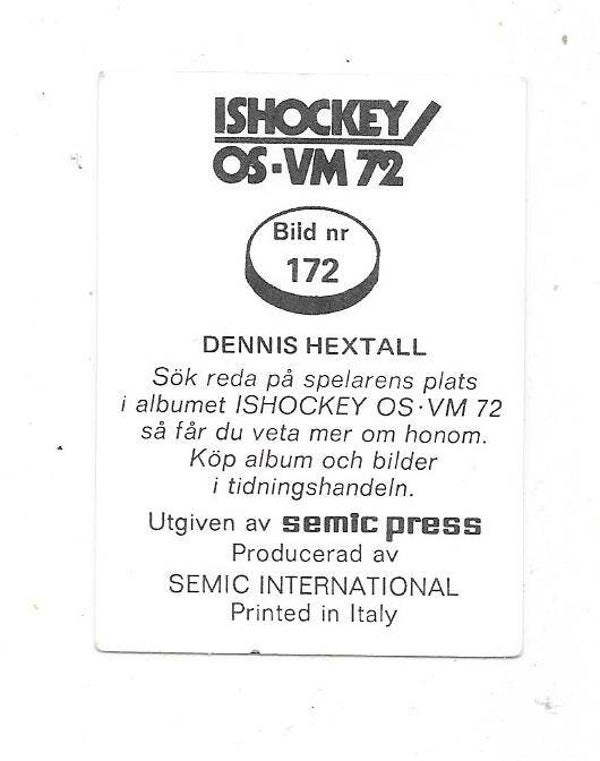 ISHOCKEY
OS·VM 72
Bild nr
172
DENNIS HEXTALL
Sök reda på spelarens plats
i albumet ISHOCKEY OS·VM 72
så får du veta mer om honom.
Köp album och bilder
i tidningshandeln.
Utgiven av semic press
Producerad av
SEMIC INTERNATIONAL
Printed in Italy